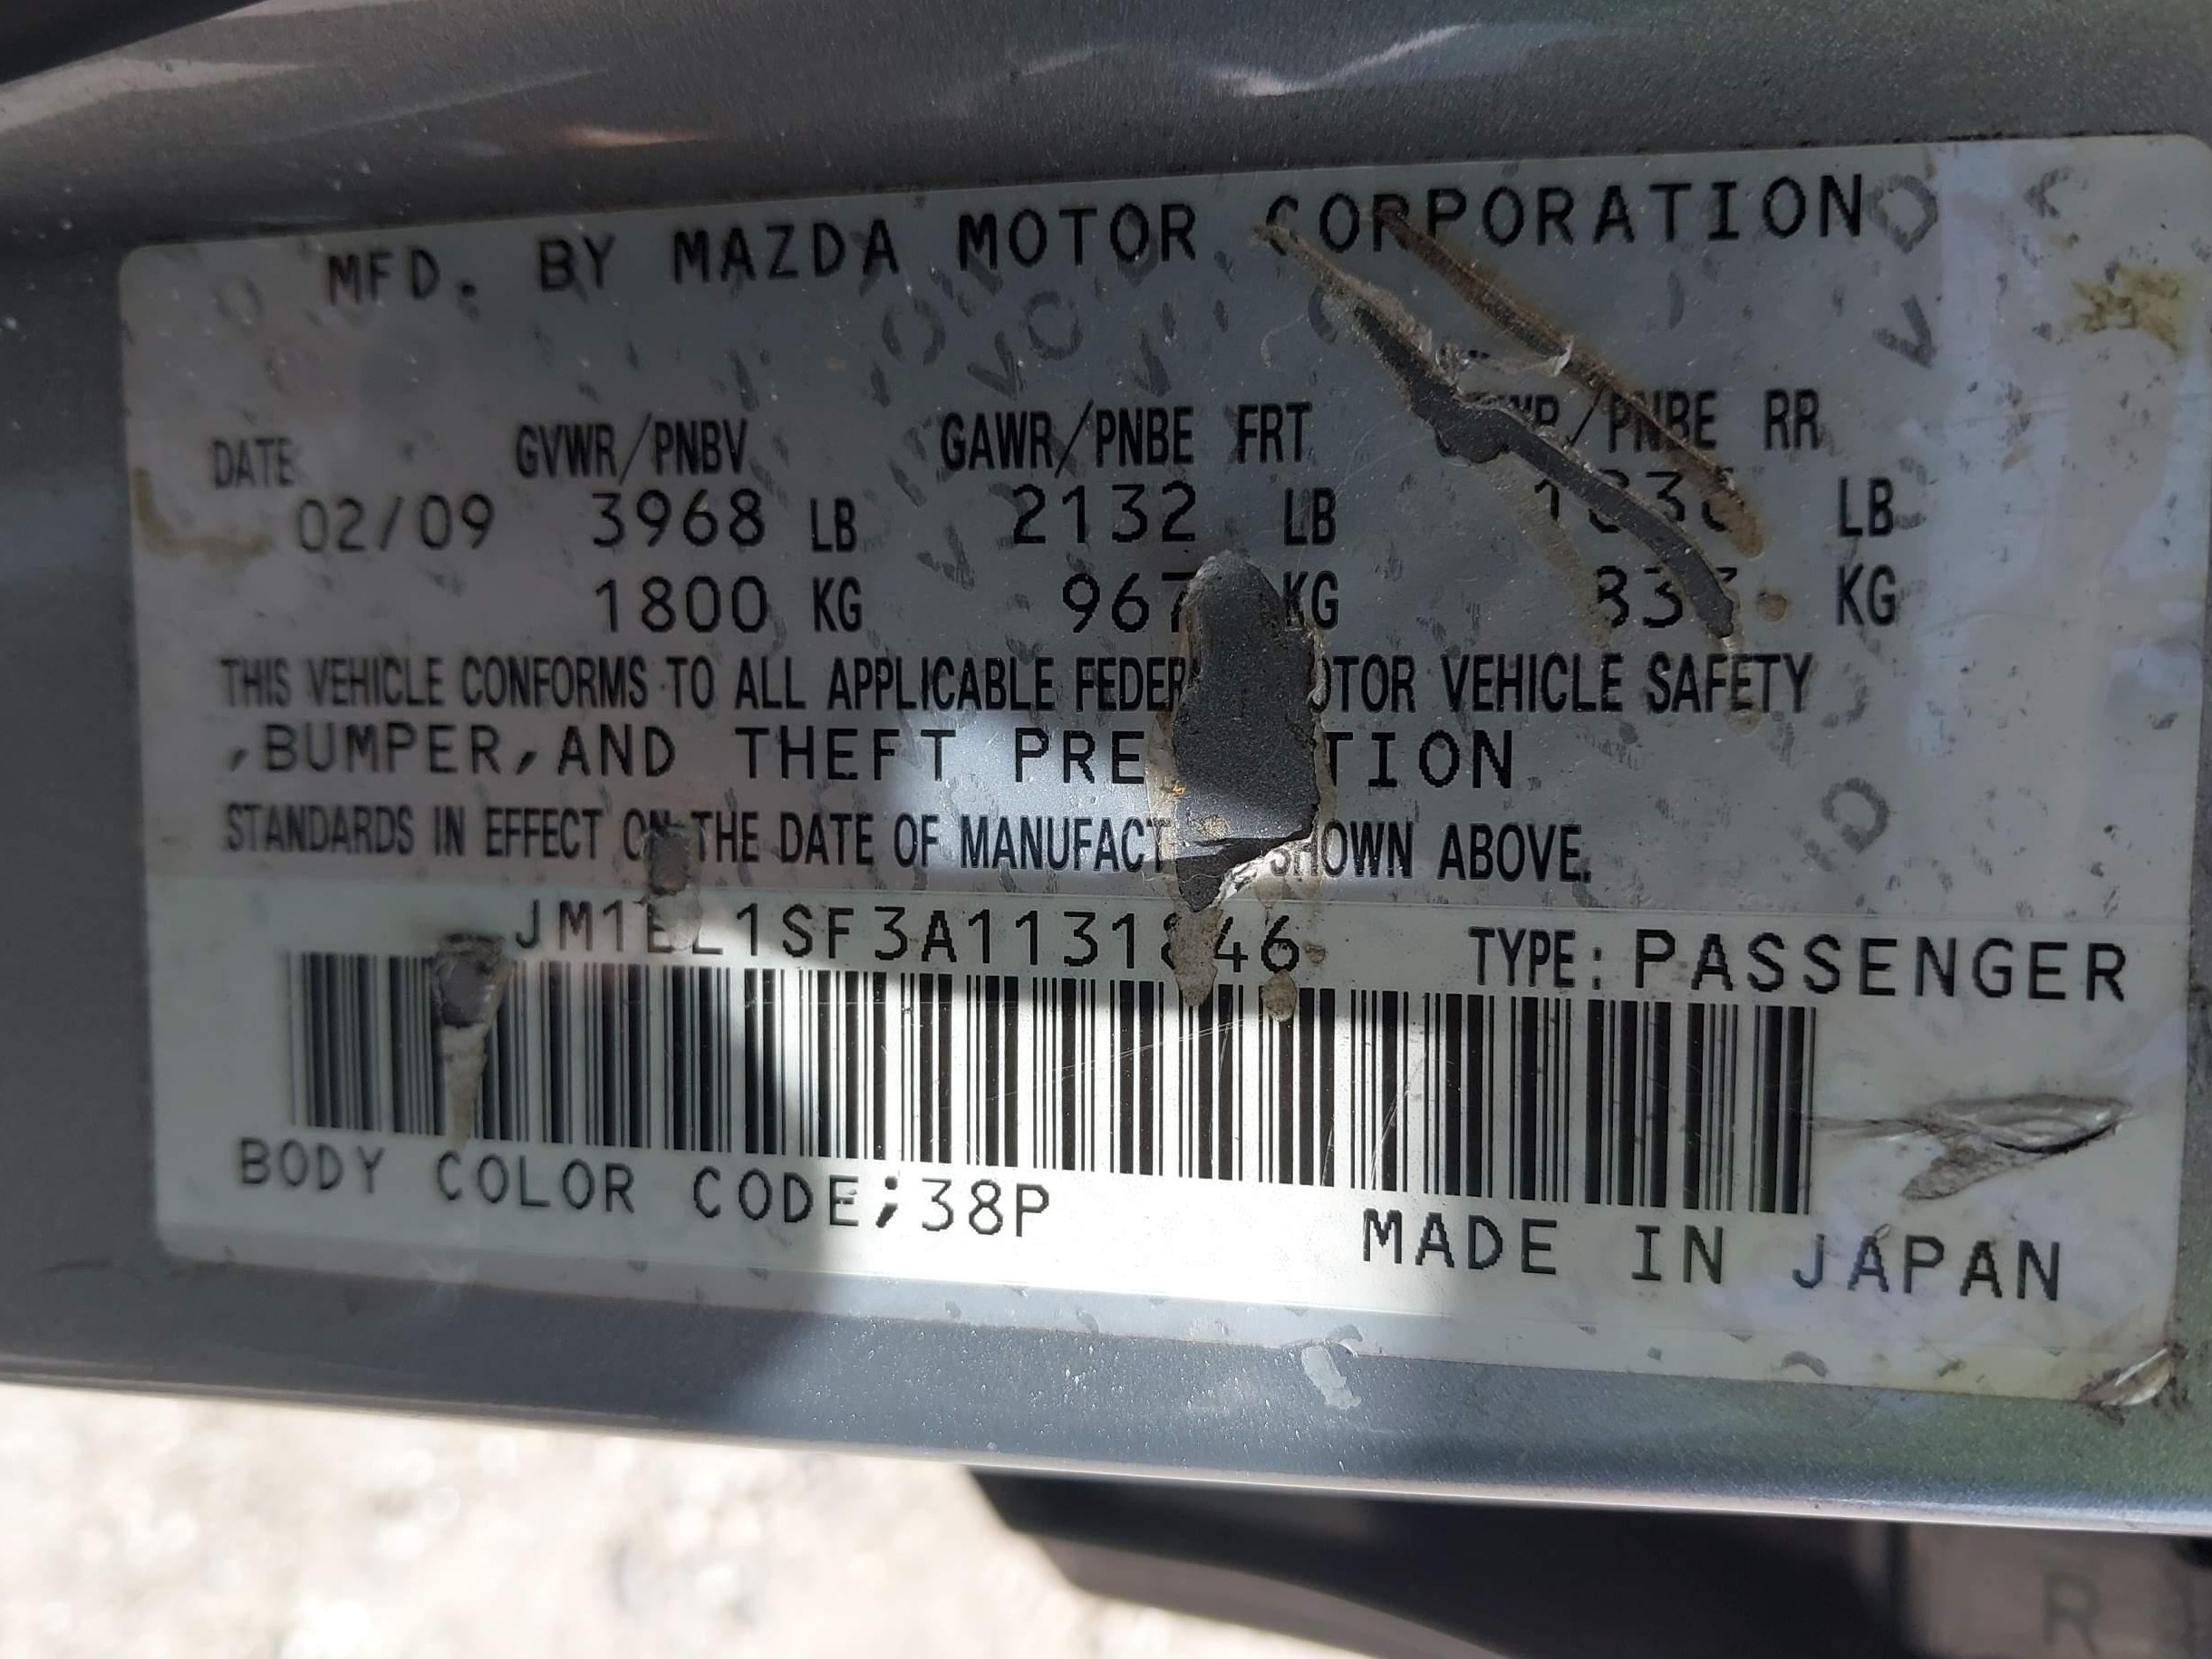 MFD. BY MAZDA MOTOR CORPORATION
DATE GVWR/PNBV GAWR/PNBE FRT /PNBE RR
02/09 3968 LB 2132 LB LB
1800 KG 967 KG KG
THIS VEHICLE CONFORMS TO ALL APPLICABLE VEHICLE SAFETY
,BUMPER,AND THEFT
STANDARDS IN EFFECT ON THE DATE OF SHOWN ABOVE.
TYPE: PASSENGER
BODY COLOR CODE;38P
MADE IN JAPAN
R